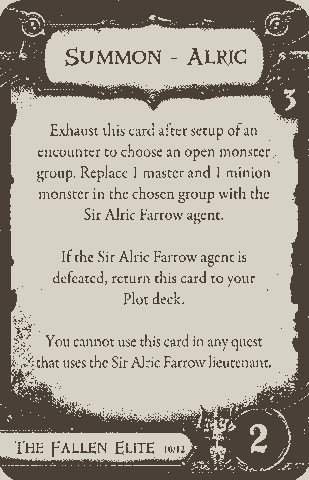 Summon - Alric
3
Exhaust this card after setup of an
encounter to choose an open monster
group. Replace 1 master and 1 minion
monster in the chosen group with the
Sir Alric Farrow agent.
If the Sir Alric Farrow agent is
defeated, return this card to your
Plot deck.
You cannot use this card in any quest
that uses the Sir Alric Farrow lieutenant.
The Fallen Elite 10/12
2